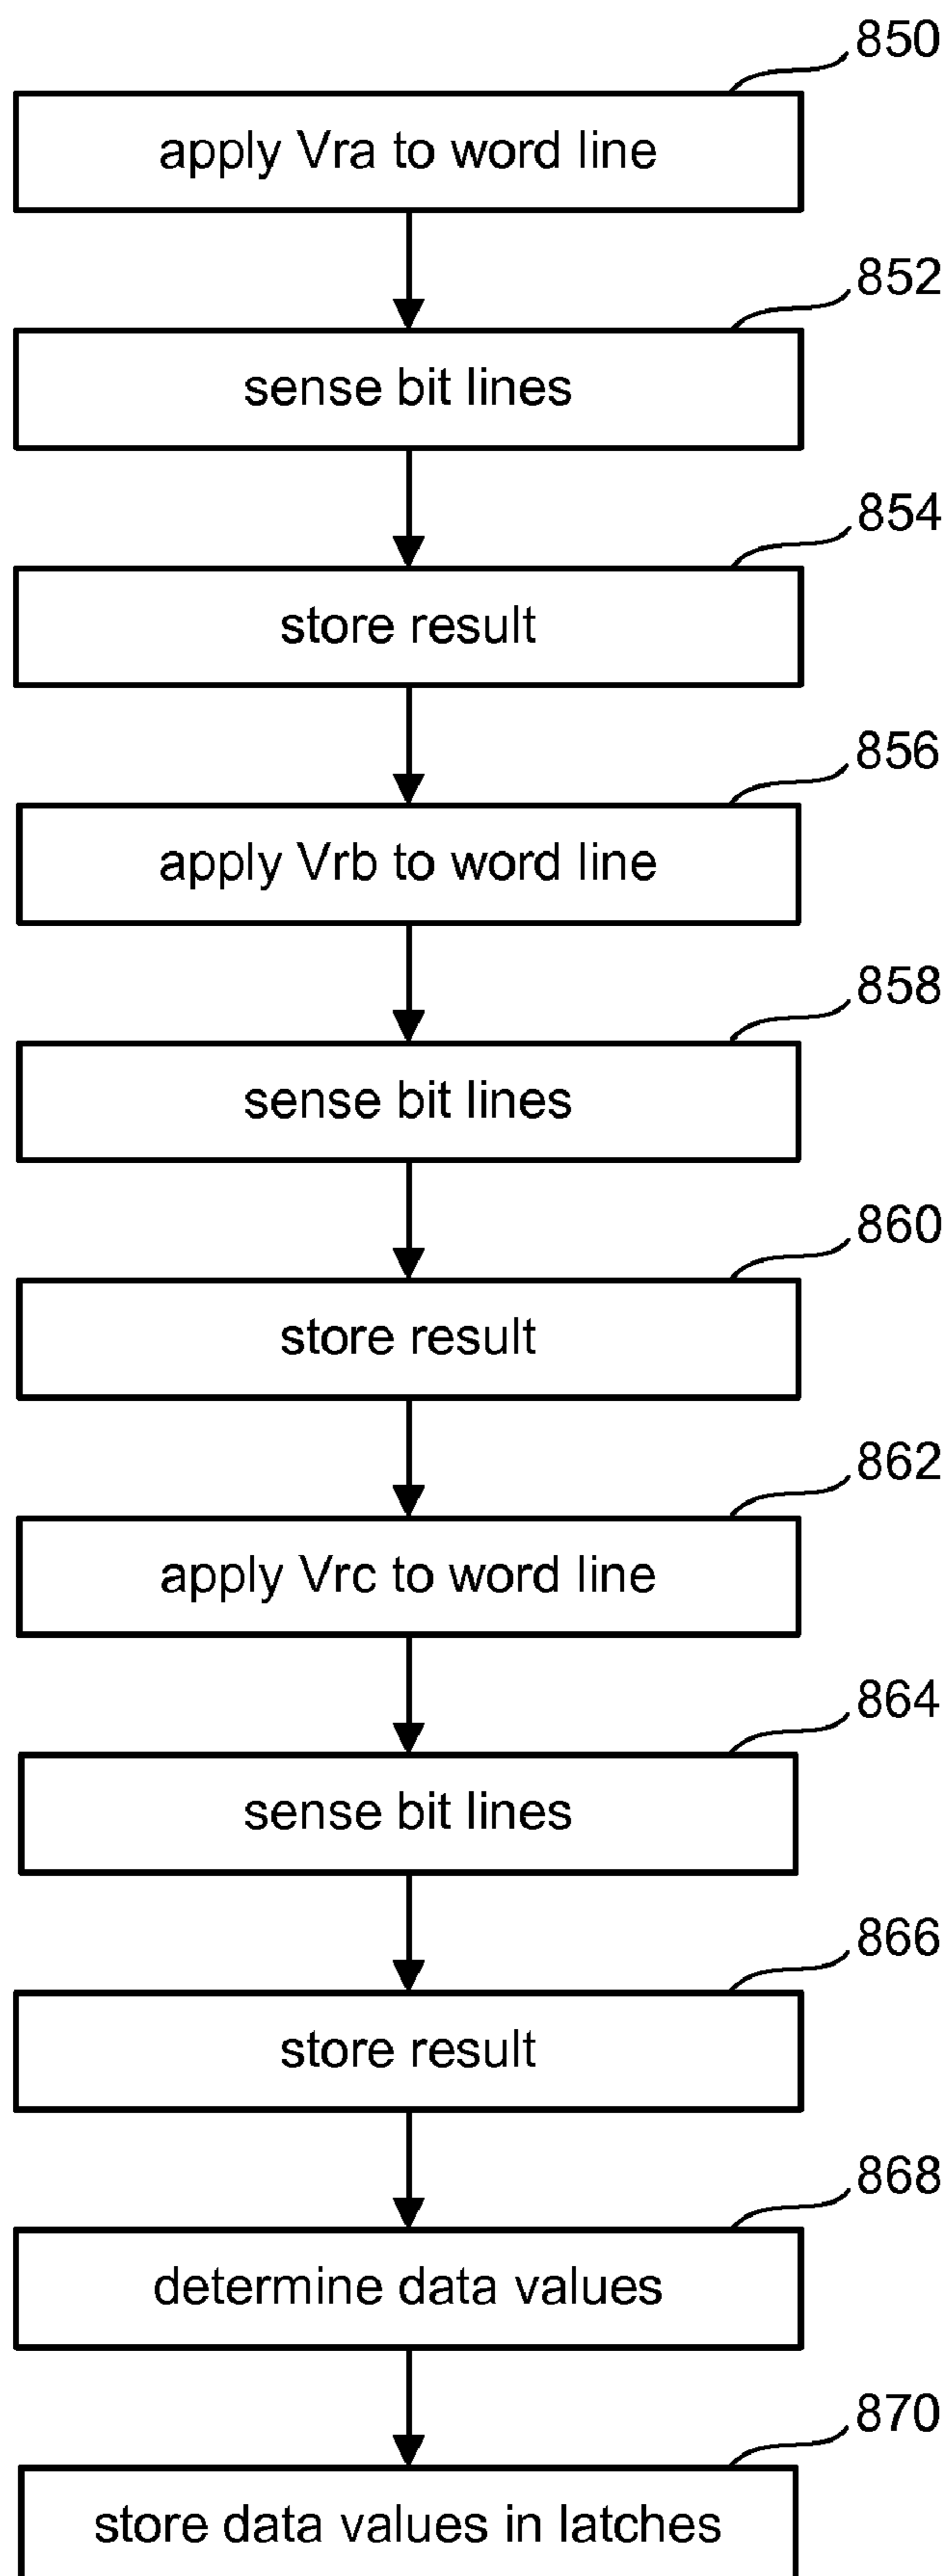 850
apply Vra to word line
852
sense bit lines
854
store result
856
apply Vrb to word line
858
sense bit lines
860
store result
862
apply Vrc to word line
864
sense bit lines
866
store result
868
determine data values
870
store data values in latches